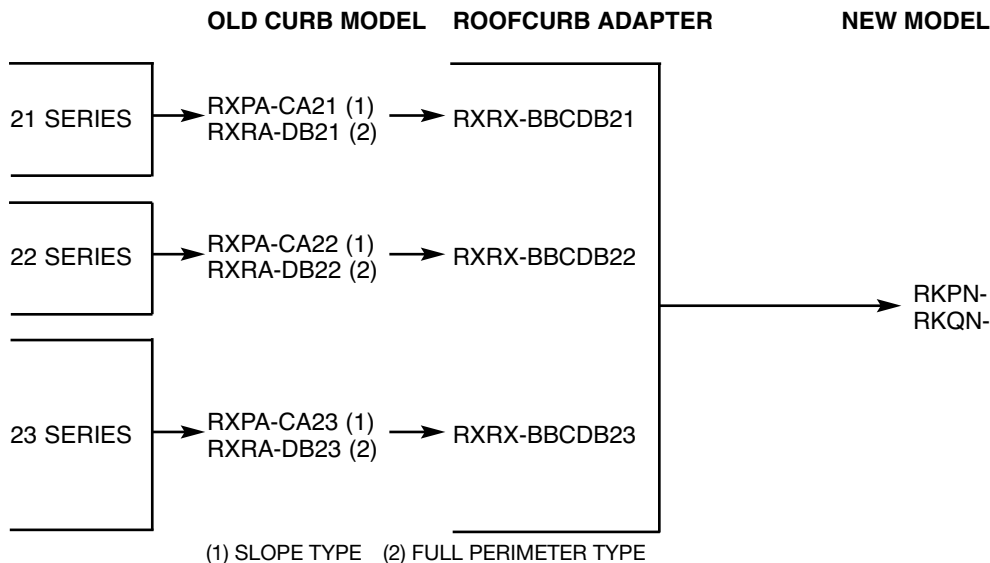 OLD CURB MODEL ROOFCURB ADAPTER NEW MODEL
21 SERIES
RXPA-CA21 (1)
RXRA-DB21 (2)
RXRX-BBCDB21
22 SERIES
RXPA-CA22 (1)
RXRA-DB22 (2)
RXRX-BBCDB22
RKPN-
RKQN-
23 SERIES
RXPA-CA23 (1)
RXRA-DB23 (2)
RXRX-BBCDB23
(1) SLOPE TYPE (2) FULL PERIMETER TYPE